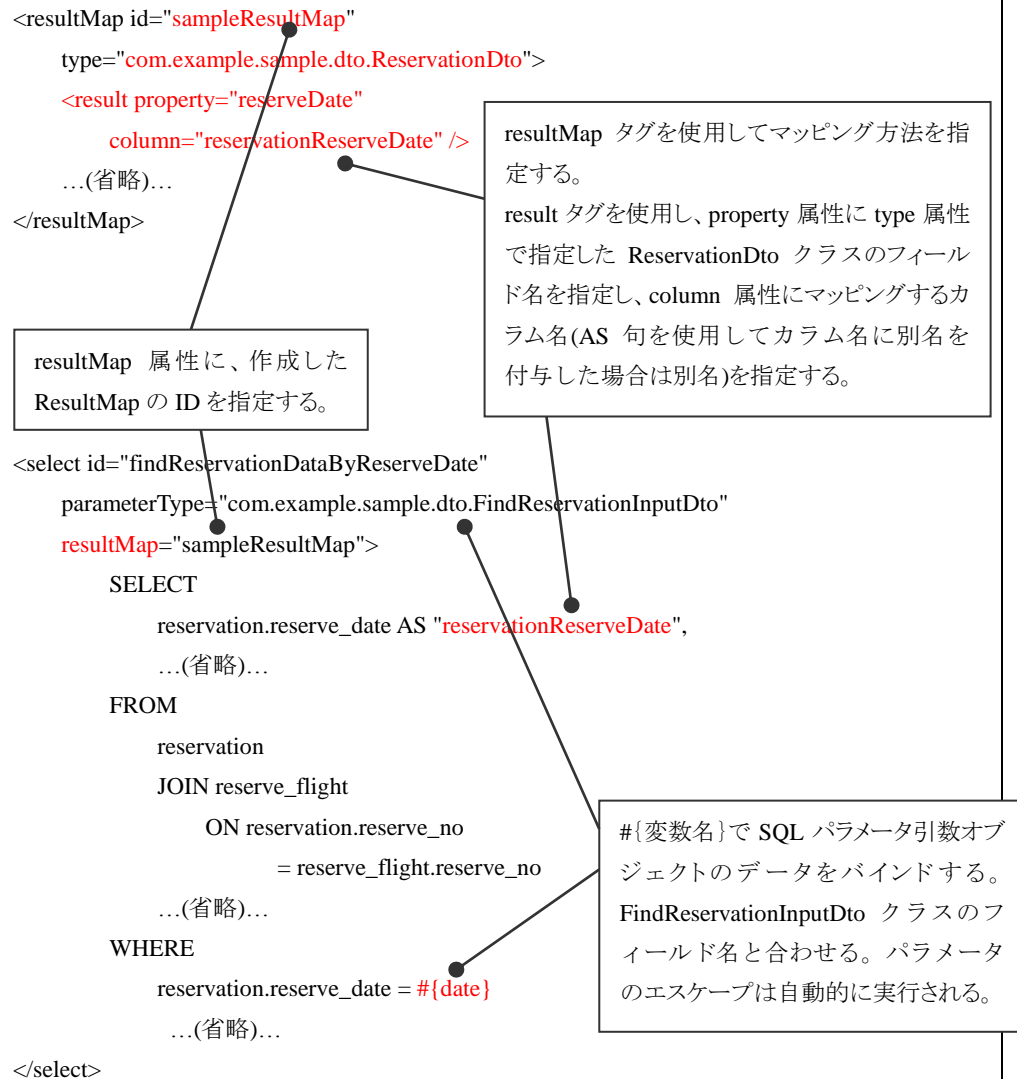 <resultMap id="sampleResultMap"
type="com.example.sample.dto.ReservationDto">
<result property="reserveDate"
column="reservationReserveDate" />
…(省略)…
</resultMap>
resultMap タグを使用してマッピング方法を指
定する。
result タグを使用し、property 属性に type 属性
で指定した ReservationDto クラスのフィール
ド名を指定し、column 属性にマッピングするカ
ラム名(AS 句を使用してカラム名に別名を
付与した場合は別名)を指定する。
resultMap 属性に、作成した
ResultMap の ID を指定する。
<select id="findReservationDataByReserveDate"
parameterType="com.example.sample.dto.FindReservationInputDto"
resultMap="sampleResultMap">
SELECT
reservation.reserve_date AS "reservationReserveDate",
…(省略)…
FROM
reservation
JOIN reserve_flight
ON reservation.reserve_no
= reserve_flight.reserve_no
…(省略)…
WHERE
reservation.reserve_date = #{date}
…(省略)…
</select>
#{変数名}で SQL パラメータ引数オブ
ジェクトのデータをバインドする。
FindReservationInputDto クラスのフ
ィールド名と合わせる。パラメータ
のエスケープは自動的に実行される。